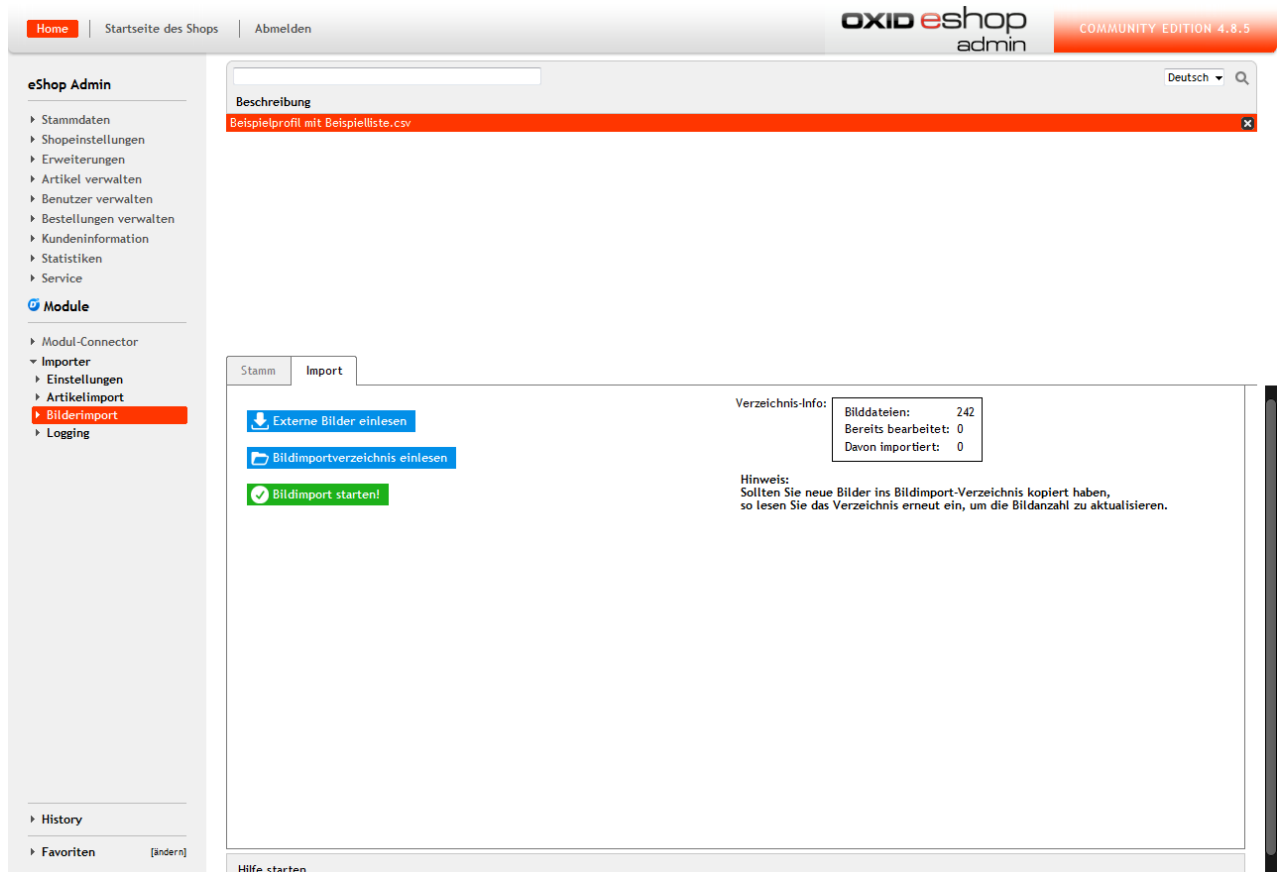 Home
Startseite des Shops
Abmelden
OXID eshop
admin
COMMUNITY EDITION 4.8.5
eShop Admin
Stammdaten
Shopeinstellungen
Erweiterungen
Artikel verwalten
Benutzer verwalten
Bestellungen verwalten
Kundeninformation
Statistiken
Service
Module
Modul-Connector
Importer
Einstellungen
Artikelimport
Bilderimport
Logging
History
Favoriten [ändern]
Deutsch
Beschreibung
Beispielprofil mit Beispielliste.csv
Stamm
Import
Externe Bilder einlesen
Bildimportverzeichnis einlesen
Bildimport starten!
Verzeichnis-Info:
Bilddateien: 242
Bereits bearbeitet: 0
Davon importiert: 0
Hinweis:
Sollten Sie neue Bilder ins Bildimport-Verzeichnis kopiert haben,
so lesen Sie das Verzeichnis erneut ein, um die Bildanzahl zu aktualisieren.
Hilfe starten